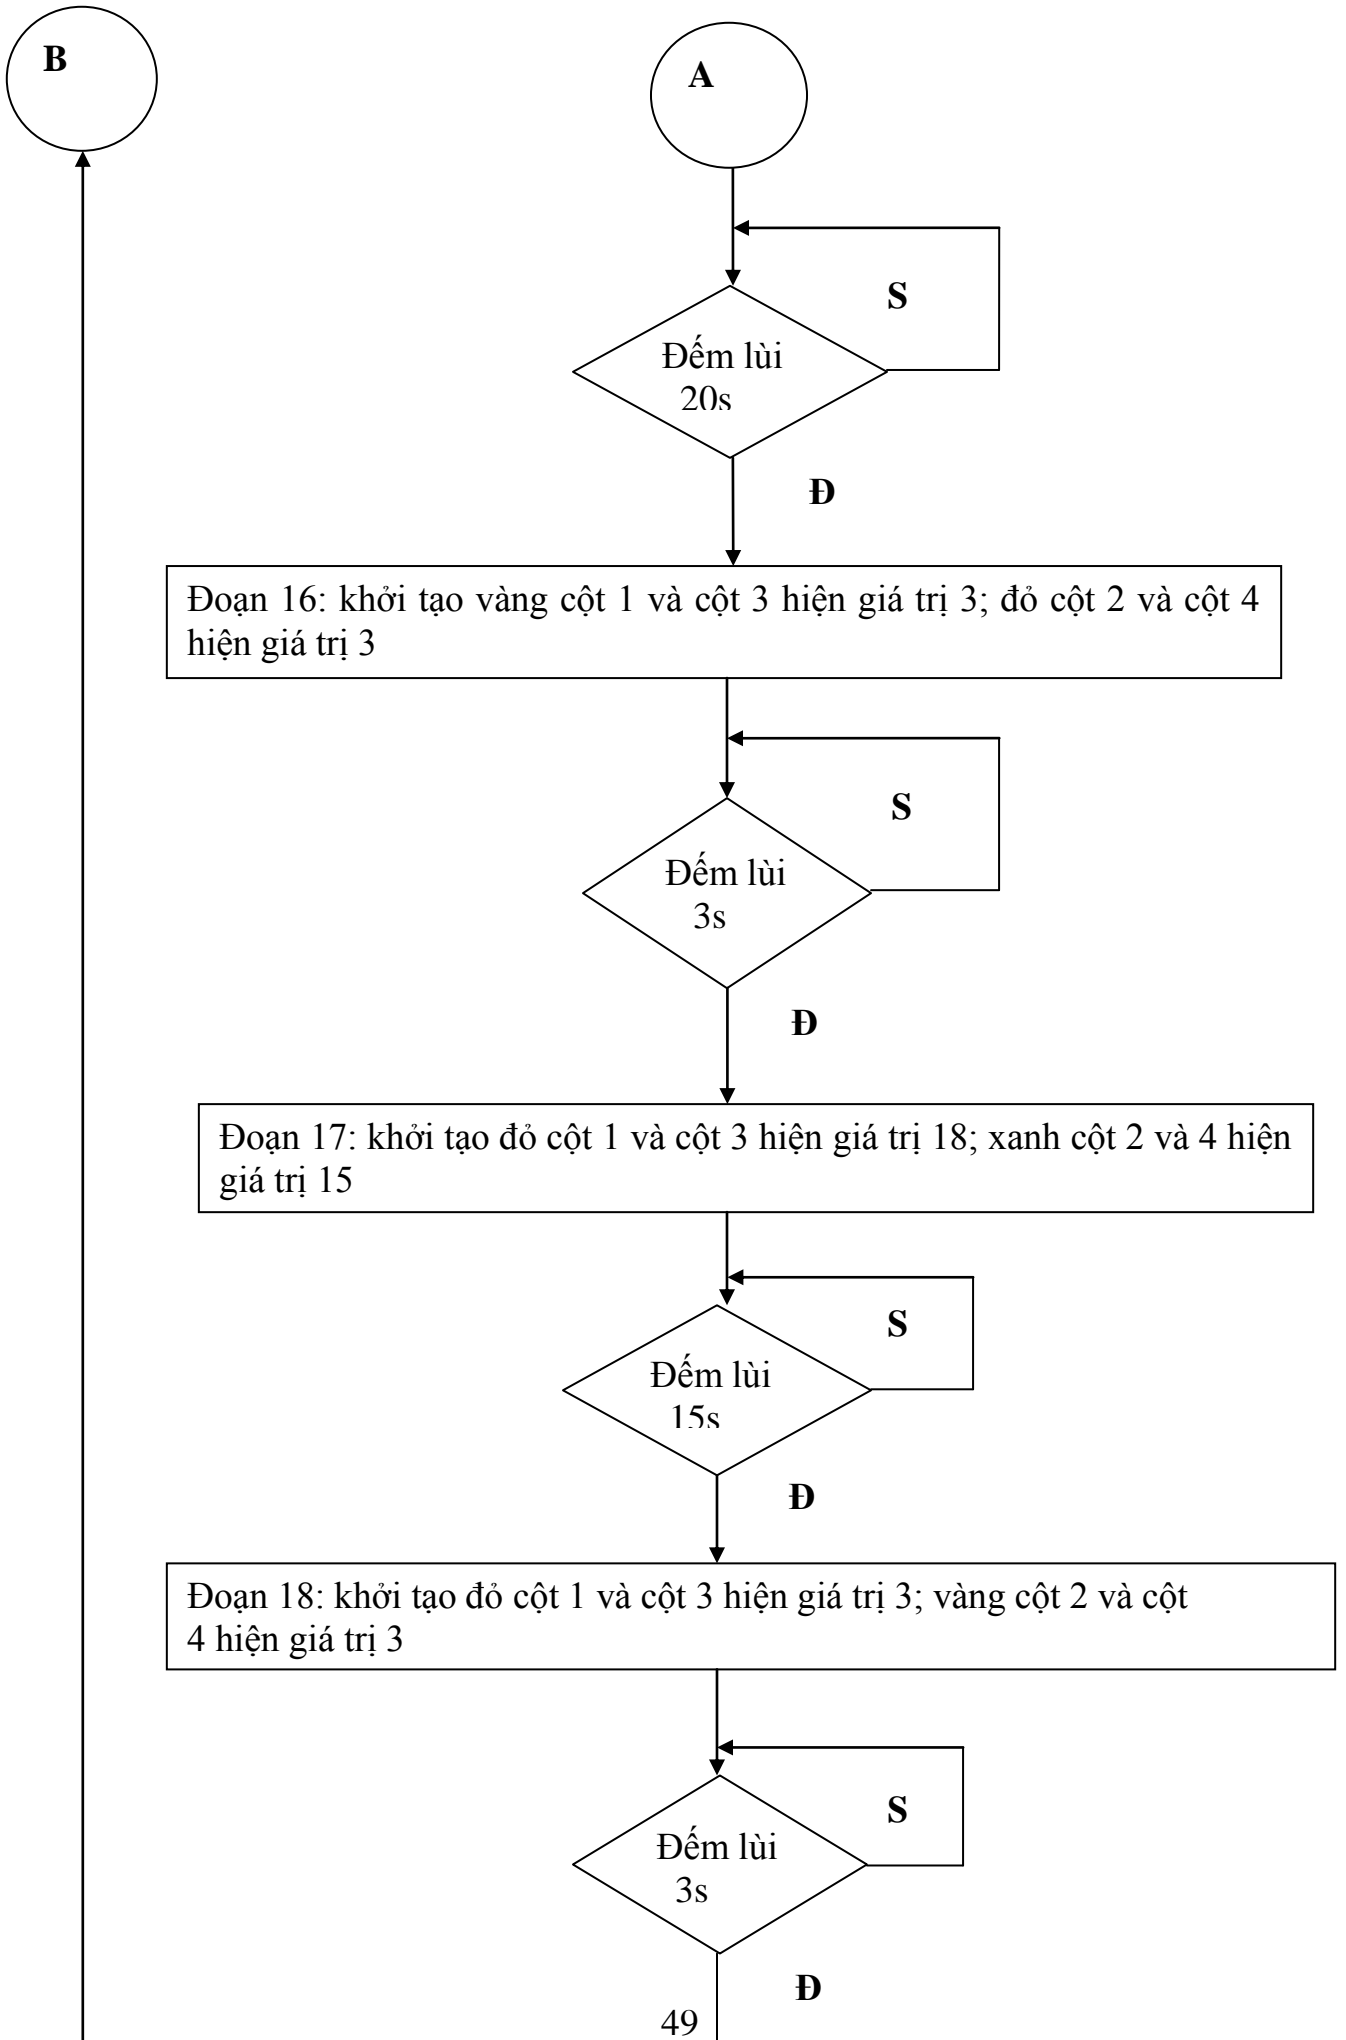 B
A
S
Đếm lùi
20s
Đ
Đoạn 16: khởi tạo vàng cột 1 và cột 3 hiện giá trị 3; đỏ cột 2 và cột 4
hiện giá trị 3
S
Đếm lùi
3s
Đ
Đoạn 17: khởi tạo đỏ cột 1 và cột 3 hiện giá trị 18; xanh cột 2 và 4 hiện
giá trị 15
S
Đếm lùi
15s
Đ
Đoạn 18: khởi tạo đỏ cột 1 và cột 3 hiện giá trị 3; vàng cột 2 và cột
4 hiện giá trị 3
S
Đếm lùi
3s
Đ
49